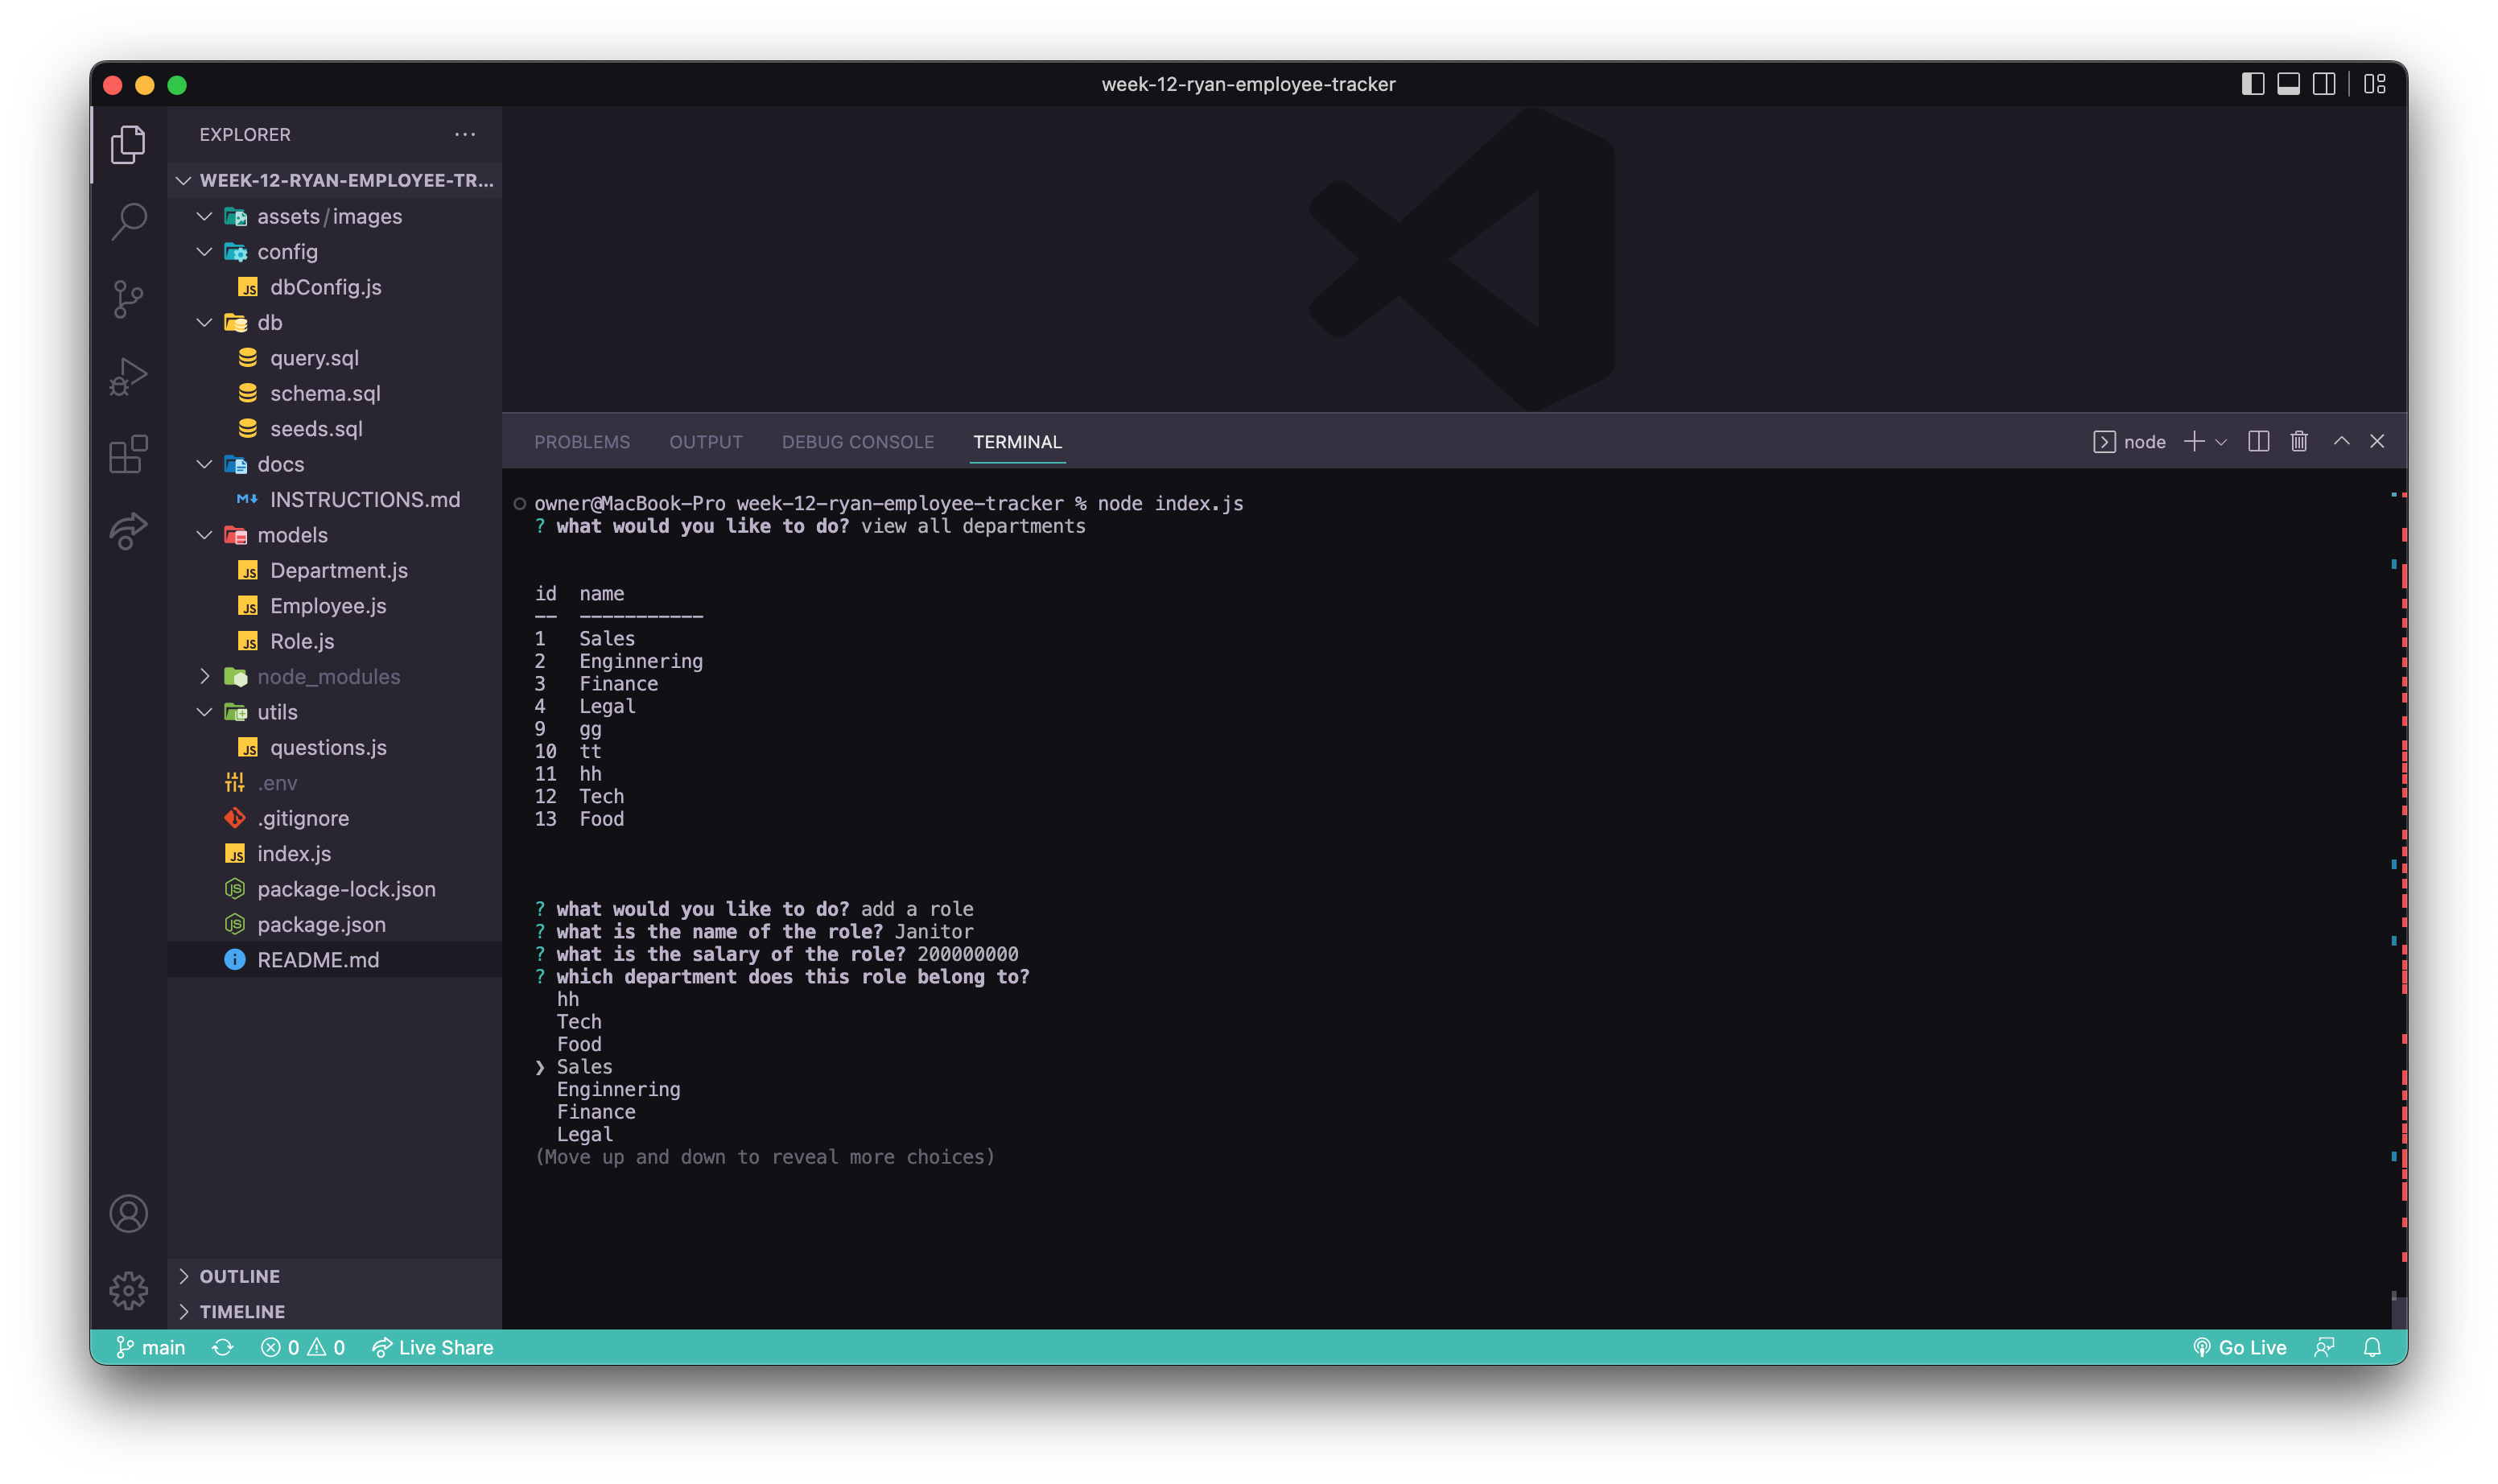 week-12-ryan-employee-tracker
EXPLORER
WEEK-12-RYAN-EMPLOYEE-TR...
assets/images
config
dbConfig.js
db
query.sql
schema.sql
seeds.sql
docs
INSTRUCTIONS.md
models
Department.js
Employee.js
Role.js
node_modules
utils
questions.js
.env
.gitignore
index.js
package-lock.json
package.json
README.md
OUTLINE
TIMELINE
PROBLEMS OUTPUT DEBUG CONSOLE TERMINAL node
owner@MacBook-Pro week-12-ryan-employee-tracker % node index.js
? what would you like to do? view all departments
id name
-- -----------
1 Sales
2 Enginnering
3 Finance
4 Legal
9 gg
10 tt
11 hh
12 Tech
13 Food
? what would you like to do? add a role
? what is the name of the role? Janitor
? what is the salary of the role? 200000000
? which department does this role belong to?
hh
Tech
Food
❯ Sales
Enginnering
Finance
Legal
(Move up and down to reveal more choices)
main 0 0 Live Share Go Live